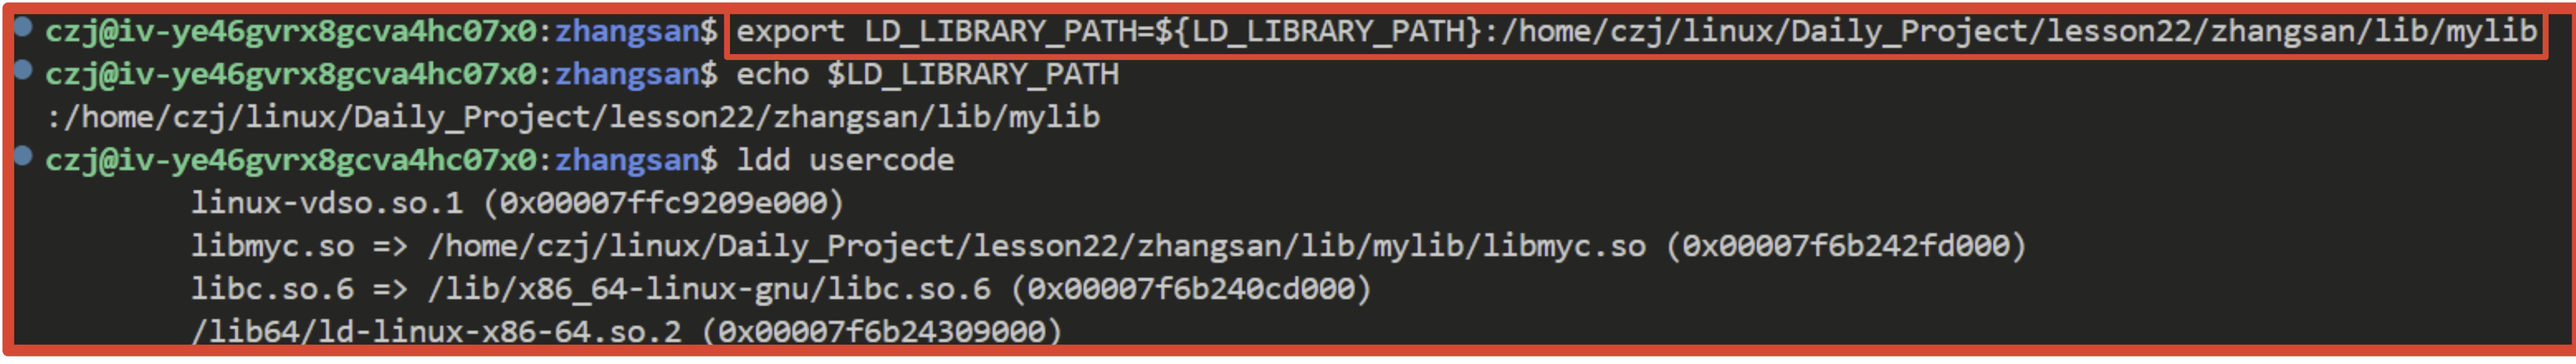 czj@iv-ye46gvrx8gcva4hc07x0:zhangsan$ export LD_LIBRARY_PATH=${LD_LIBRARY_PATH}:/home/czj/linux/Daily_Project/lesson22/zhangsan/lib/mylib
czj@iv-ye46gvrx8gcva4hc07x0:zhangsan$ echo $LD_LIBRARY_PATH
:/home/czj/linux/Daily_Project/lesson22/zhangsan/lib/mylib
czj@iv-ye46gvrx8gcva4hc07x0:zhangsan$ ldd usercode
linux-vdso.so.1 (0x00007ffc9209e000)
libmyc.so => /home/czj/linux/Daily_Project/lesson22/zhangsan/lib/mylib/libmyc.so (0x00007f6b242fd000)
libc.so.6 => /lib/x86_64-linux-gnu/libc.so.6 (0x00007f6b240cd000)
/lib64/ld-linux-x86-64.so.2 (0x00007f6b24309000)